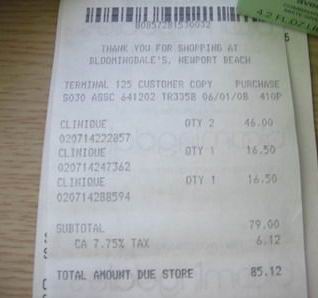 THANK YOU FOR SHOPPING AT
BLOOMINGDALE'S, NEWPORT BEACH
TERMINAL 125 CUSTOMER COPY PURCHASE
SOJO ASSC 641202 TR3358 06/01/08 410P
CLINIQUE QTY 2 46.00
020714222857
CLINIQUE QTY 1 16.50
020714247362
CLINIQUE QTY 1 16.50
020714288594
SUBTOTAL 79.00
CA 7.75% TAX 6.12
TOTAL AMOUNT DUE STORE 85.12